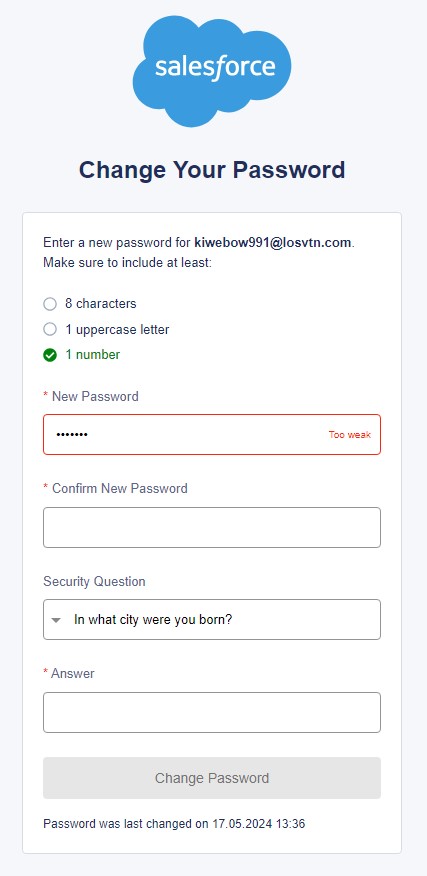 salesforce
Change Your Password
Enter a new password for kiwebow991@losvtn.com.
Make sure to include at least:
8 characters
1 uppercase letter
1 number
* New Password
••••••• Too weak
* Confirm New Password
Security Question
In what city were you born?
* Answer
Change Password
Password was last changed on 17.05.2024 13:36